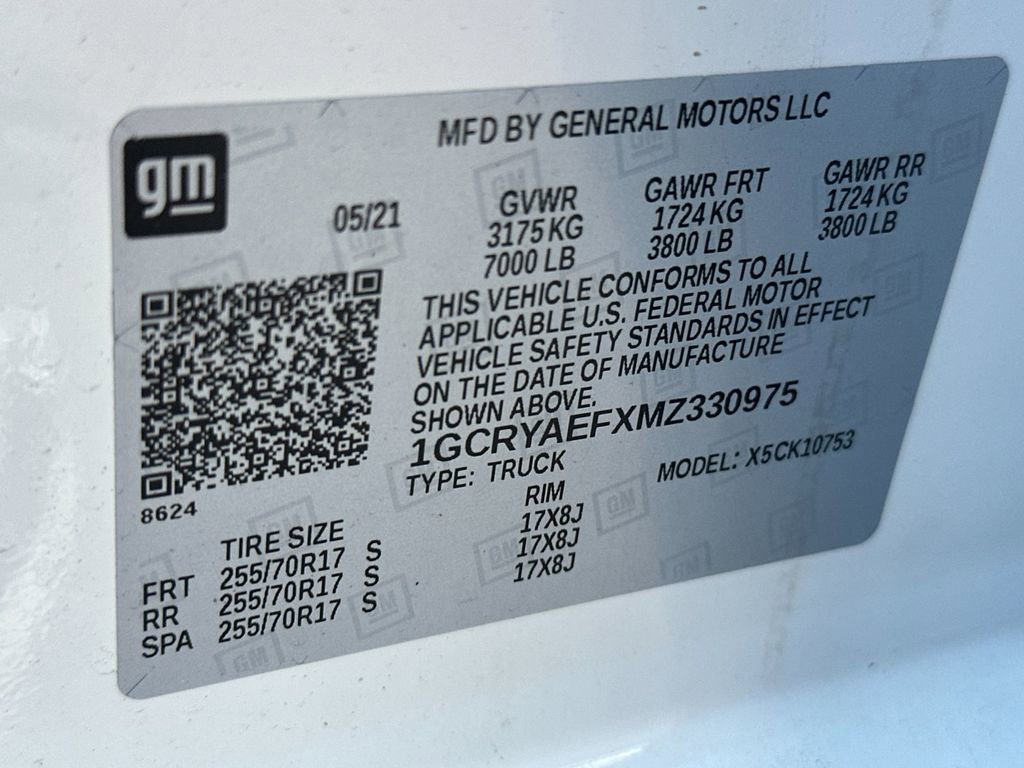 gm
MFD BY GENERAL MOTORS LLC
05/21
GVWR GAWR FRT GAWR RR
3175 KG 1724 KG 1724 KG
7000 LB 3800 LB 3800 LB
THIS VEHICLE CONFORMS TO ALL
APPLICABLE U.S. FEDERAL MOTOR
VEHICLE SAFETY STANDARDS IN EFFECT
ON THE DATE OF MANUFACTURE
SHOWN ABOVE.
1GCRYAEFXMZ330975
TYPE: TRUCK MODEL: X5CK10753
8624
TIRE SIZE RIM
FRT 255/70R17 S 17X8J
RR 255/70R17 S 17X8J
SPA 255/70R17 S 17X8J